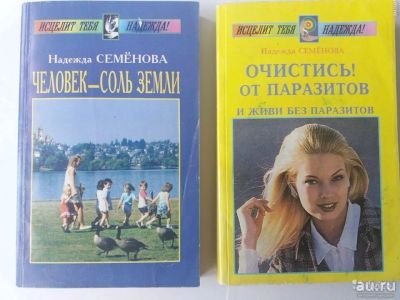 ИСЦЕЛИТ ТЕБЯ НАДЕЖДА!
Надежда СЕМЁНОВА
ЧЕЛОВЕК—СОЛЬ ЗЕМЛИ
ИСЦЕЛИТ ТЕБЯ НАДЕЖДА!
Надежда СЕМЁНОВА
ОЧИСТИСЬ!
ОТ ПАРАЗИТОВ
И ЖИВИ БЕЗ ПАРАЗИТОВ
au.ru